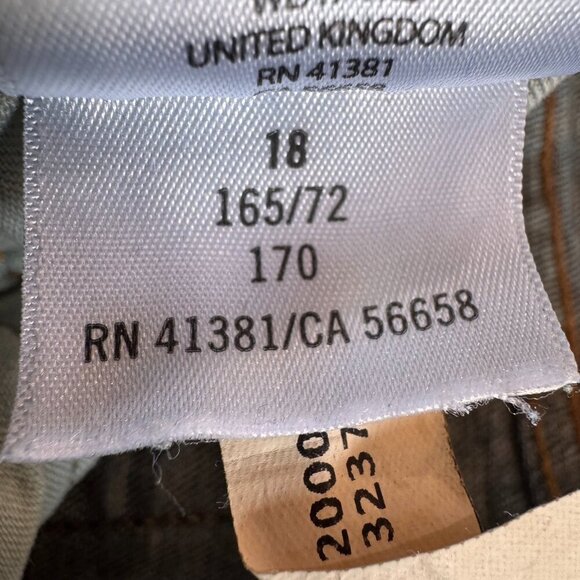 UNITED KINGDOM
RN 41381
18
165/72
170
RN 41381/CA 56658
2000
3237